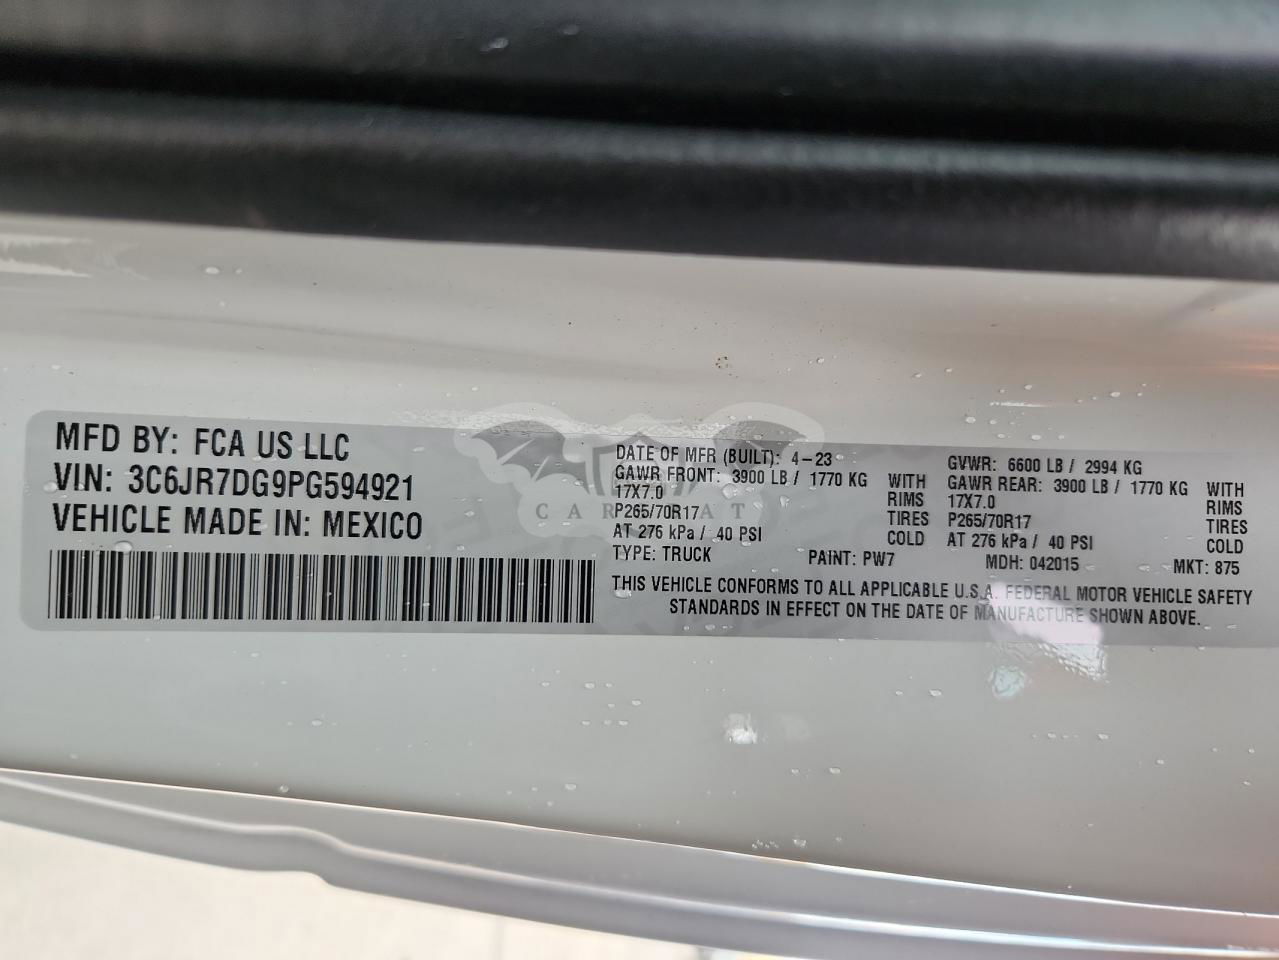 MFD BY: FCA US LLC
VIN: 3C6JR7DG9PG594921
VEHICLE MADE IN: MEXICO
DATE OF MFR (BUILT): 4-23
GAWR FRONT: 3900 LB / 1770 KG WITH
17X7.0 RIMS
P265/70R17 TIRES
AT 276 kPa / 40 PSI COLD
TYPE: TRUCK PAINT: PW7
GVWR: 6600 LB / 2994 KG
GAWR REAR: 3900 LB / 1770 KG WITH
17X7.0 RIMS
P265/70R17 TIRES
AT 276 kPa / 40 PSI COLD
MDH: 042015 MKT: 875
THIS VEHICLE CONFORMS TO ALL APPLICABLE U.S.A. FEDERAL MOTOR VEHICLE SAFETY
STANDARDS IN EFFECT ON THE DATE OF MANUFACTURE SHOWN ABOVE.